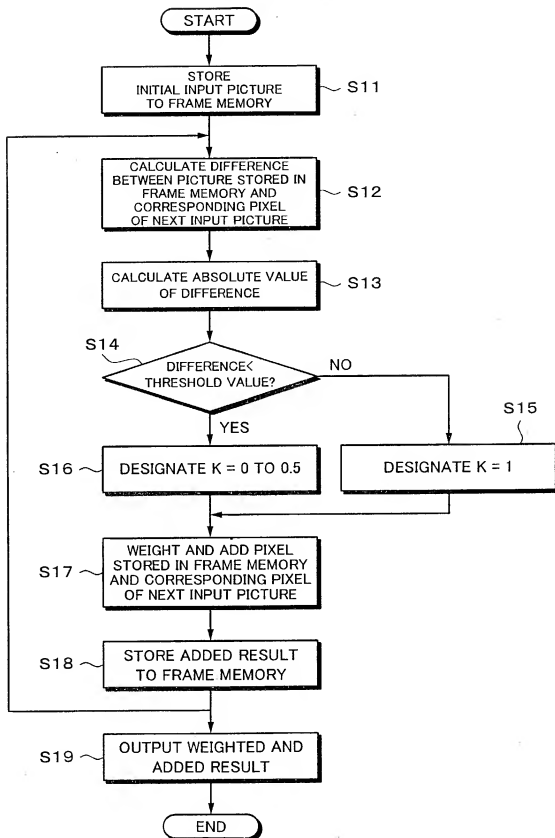 START
STORE
INITIAL INPUT PICTURE
TO FRAME MEMORY
S11
CALCULATE DIFFERENCE
BETWEEN PICTURE STORED IN
FRAME MEMORY AND
CORRESPONDING PIXEL
OF NEXT INPUT PICTURE
S12
CALCULATE ABSOLUTE VALUE
OF DIFFERENCE
S13
S14
DIFFERENCE<
THRESHOLD VALUE?
NO
YES
S15
S16
DESIGNATE K = 0 TO 0.5
DESIGNATE K = 1
S17
WEIGHT AND ADD PIXEL
STORED IN FRAME MEMORY
AND CORRESPONDING PIXEL
OF NEXT INPUT PICTURE
S18
STORE ADDED RESULT
TO FRAME MEMORY
S19
OUTPUT WEIGHTED AND
ADDED RESULT
END